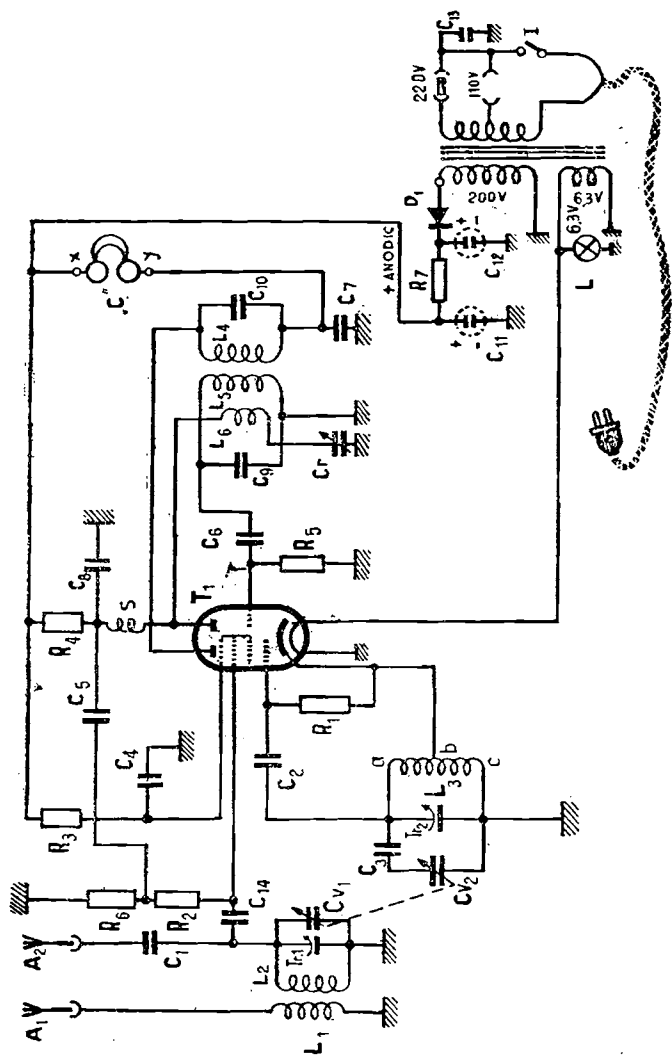 A1
A2
L1
L2
Tr1
CV1
C1
C14
R6
R2
R3
C4
C5
R4
C8
S
T1
C2
R1
C3
CV2
Tr2
L3
a
b
c
C6
R5
C9
L6
L5
Cr
L4
C10
C7
"C"
x
y
+ ANODIC
R7
C11
+
-
C12
+
-
D1
200V
6,3V
6,3V
L
220V
110V
C13
I